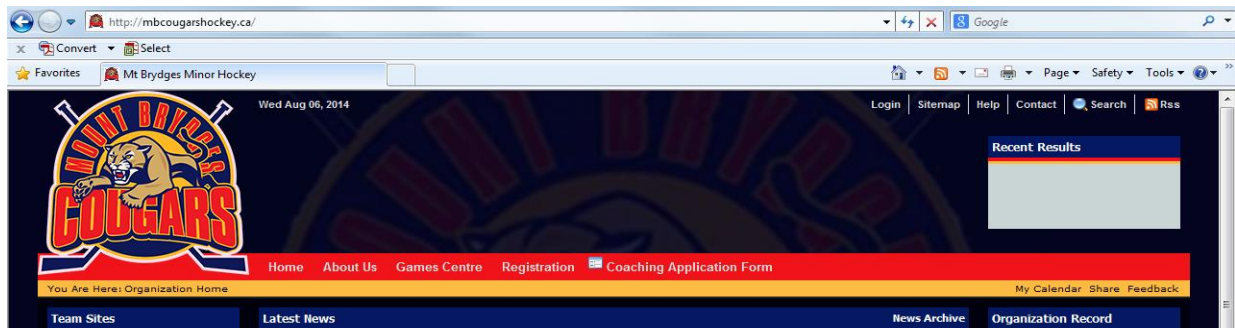 http://mbcougarshockey.ca/ Google
x Convert Select
Favorites Mt Brydges Minor Hockey Page Safety Tools »
Wed Aug 06, 2014 Login Sitemap Help Contact Search Rss
MOUNT BRYDGES
COUGARS
Recent Results
Home About Us Games Centre Registration Coaching Application Form
You Are Here: Organization Home My Calendar Share Feedback
Team Sites Latest News News Archive Organization Record